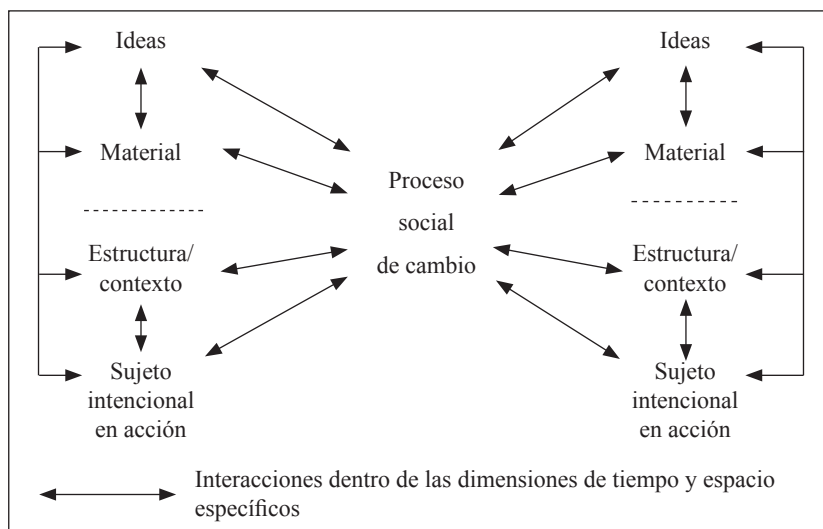 Ideas
Material
Estructura/
contexto
Sujeto
intencional
en acción
Proceso
social
de cambio
Ideas
Material
Estructura/
contexto
Sujeto
intencional
en acción
Interacciones dentro de las dimensiones de tiempo y espacio
específicos